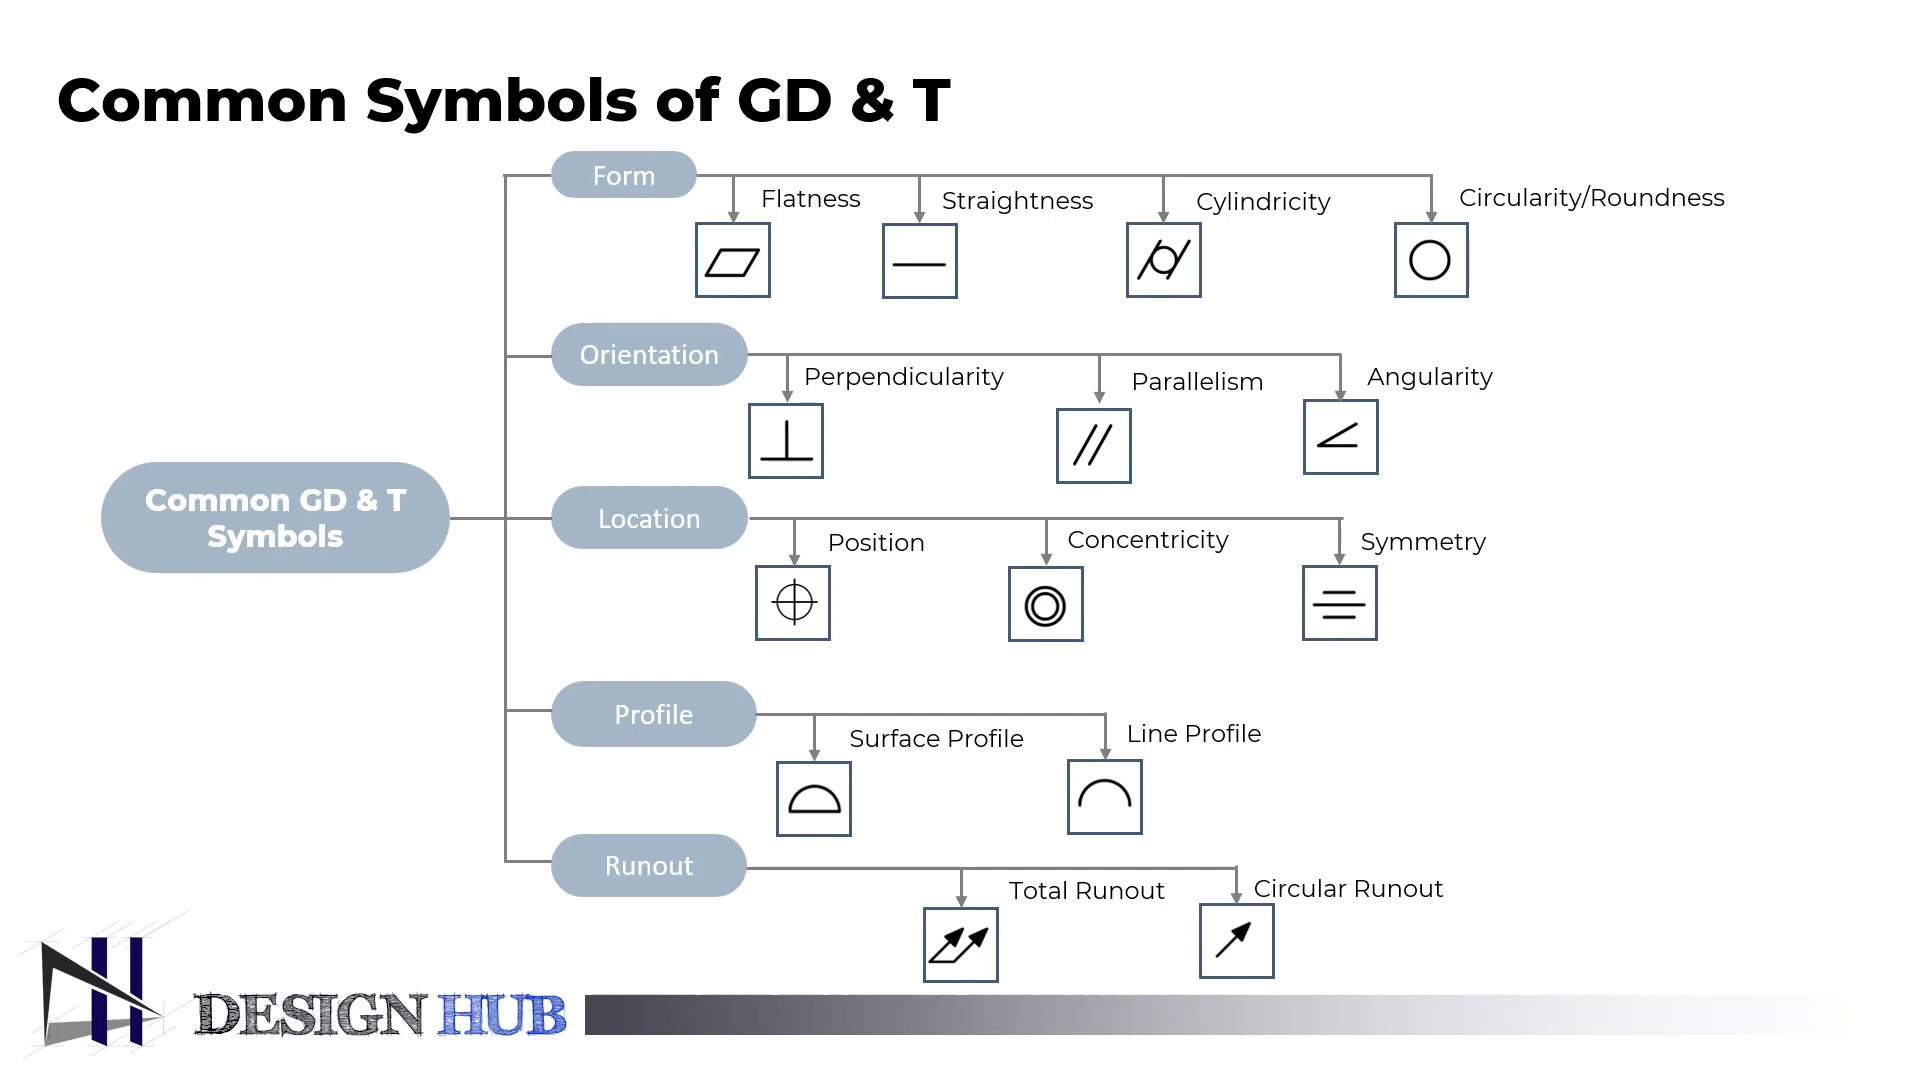 Common Symbols of GD & T
Form
Flatness
Straightness
Cylindricity
Circularity/Roundness
Orientation
Perpendicularity
Parallelism
Angularity
Common GD & T
Symbols
Location
Position
Concentricity
Symmetry
Profile
Surface Profile
Line Profile
Runout
Total Runout
Circular Runout
DESIGN HUB